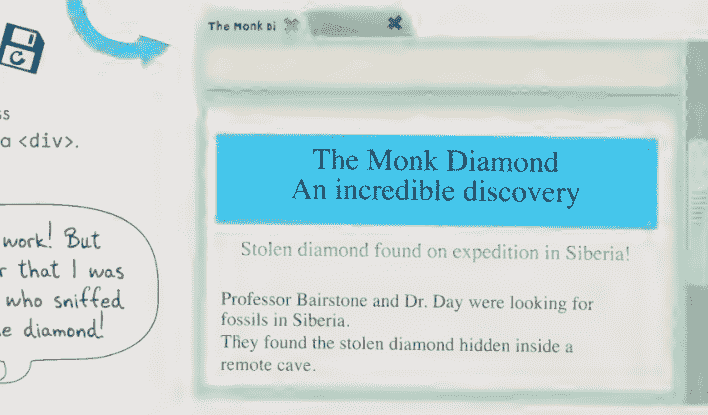 The Monk Di
ss
a <div>.
The Monk Diamond
An incredible discovery
work! But
r that I was
who sniffed
e diamond!
Stolen diamond found on expedition in Siberia!
Professor Bairstone and Dr. Day were looking for
fossils in Siberia.
They found the stolen diamond hidden inside a
remote cave.